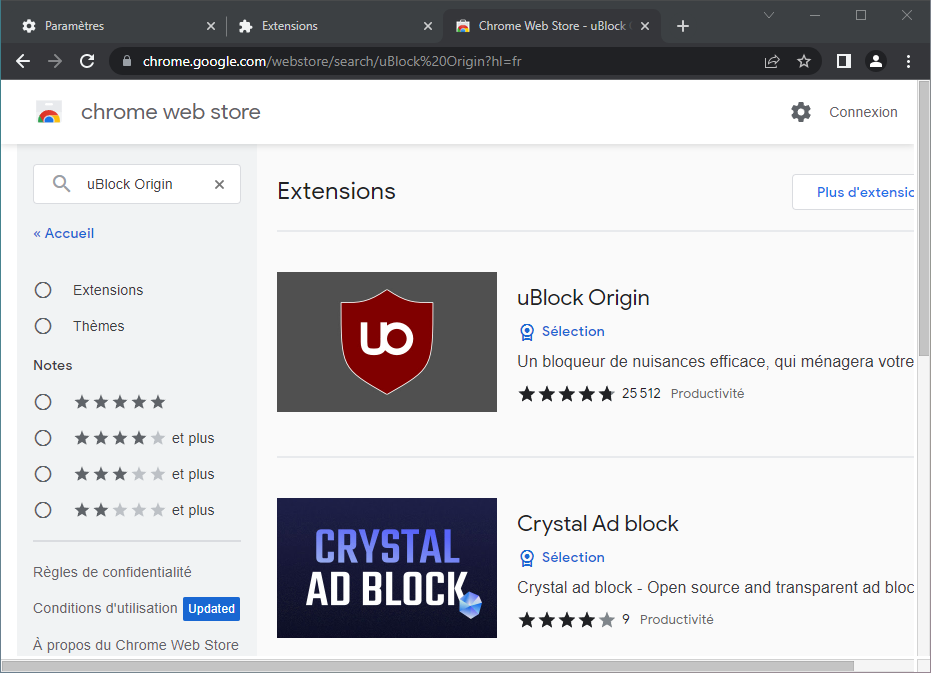 Paramètres
Extensions
Chrome Web Store - uBlock
chrome.google.com/webstore/search/uBlock%20Origin?hl=fr
chrome web store
Connexion
uBlock Origin
« Accueil
Extensions
Thèmes
Notes
et plus
et plus
et plus
Règles de confidentialité
Conditions d'utilisation Updated
À propos du Chrome Web Store
Extensions
Plus d'extensio
uo
uBlock Origin
Sélection
Un bloqueur de nuisances efficace, qui ménagera votre
25 512 Productivité
CRYSTAL
AD BLOCK
Crystal Ad block
Sélection
Crystal ad block - Open source and transparent ad bloc
9 Productivité